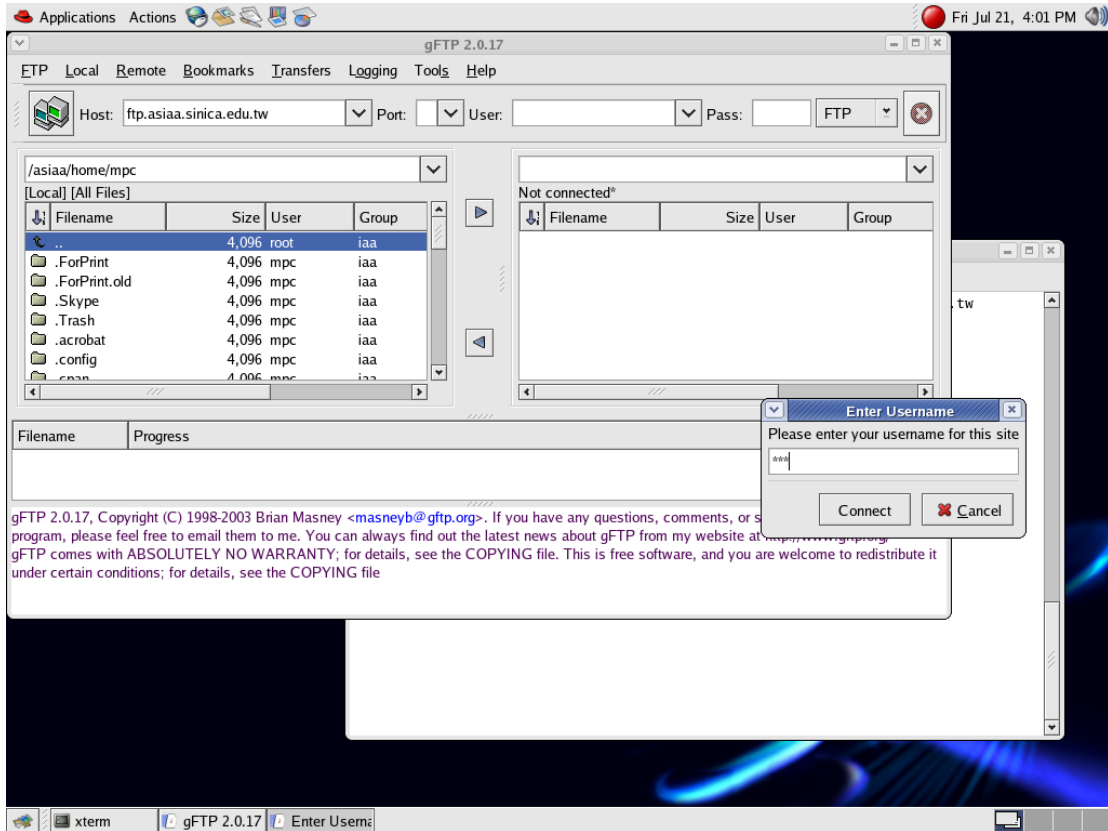 Applications Actions Fri Jul 21, 4:01 PM
gFTP 2.0.17
FTP Local Remote Bookmarks Transfers Logging Tools Help
Host: ftp.asiaa.sinica.edu.tw Port: User: Pass: FTP
/asiaa/home/mpc
[Local] [All Files]
Filename Size User Group
.. 4,096 root iaa
.ForPrint 4,096 mpc iaa
.ForPrint.old 4,096 mpc iaa
.Skype 4,096 mpc iaa
.Trash 4,096 mpc iaa
.acrobat 4,096 mpc iaa
.config 4,096 mpc iaa
.cpan 4,096 mpc iaa
Not connected*
Filename Size User Group
.tw
Filename Progress
Enter Username
Please enter your username for this site
***
Connect Cancel
gFTP 2.0.17, Copyright (C) 1998-2003 Brian Masney <masneyb@gftp.org>. If you have any questions, comments, or s
program, please feel free to email them to me. You can always find out the latest news about gFTP from my website at http://www.gftp.org/
gFTP comes with ABSOLUTELY NO WARRANTY; for details, see the COPYING file. This is free software, and you are welcome to redistribute it
under certain conditions; for details, see the COPYING file
xterm gFTP 2.0.17 Enter Userna